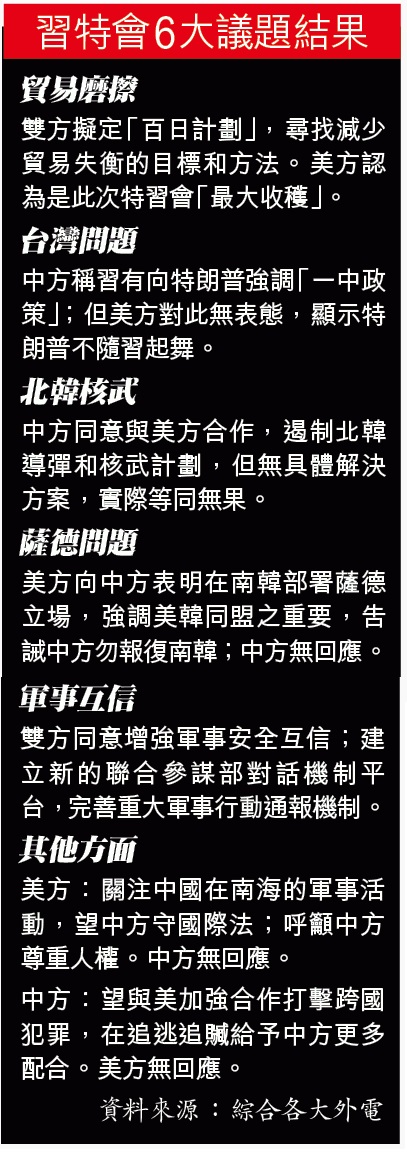 習特會6大議題結果
貿易磨擦
雙方擬定「百日計劃」，尋找減少
貿易失衡的目標和方法。美方認
為是此次特習會「最大收穫」。
台灣問題
中方稱習有向特朗普強調「一中政
策」；但美方對此無表態，顯示特
朗普不隨習起舞。
北韓核武
中方同意與美方合作，遏制北韓
導彈和核武計劃，但無具體解決
方案，實際等同無果。
薩德問題
美方向中方表明在南韓部署薩德
立場，強調美韓同盟之重要，告
誡中方勿報復南韓；中方無回應。
軍事互信
雙方同意增強軍事安全互信；建
立新的聯合參謀部對話機制平
台，完善重大軍事行動通報機制。
其他方面
美方：關注中國在南海的軍事活
動，望中方守國際法；呼籲中方
尊重人權。中方無回應。
中方：望與美加強合作打擊跨國
犯罪，在追逃追贓給予中方更多
配合。美方無回應。
資料來源：綜合各大外電